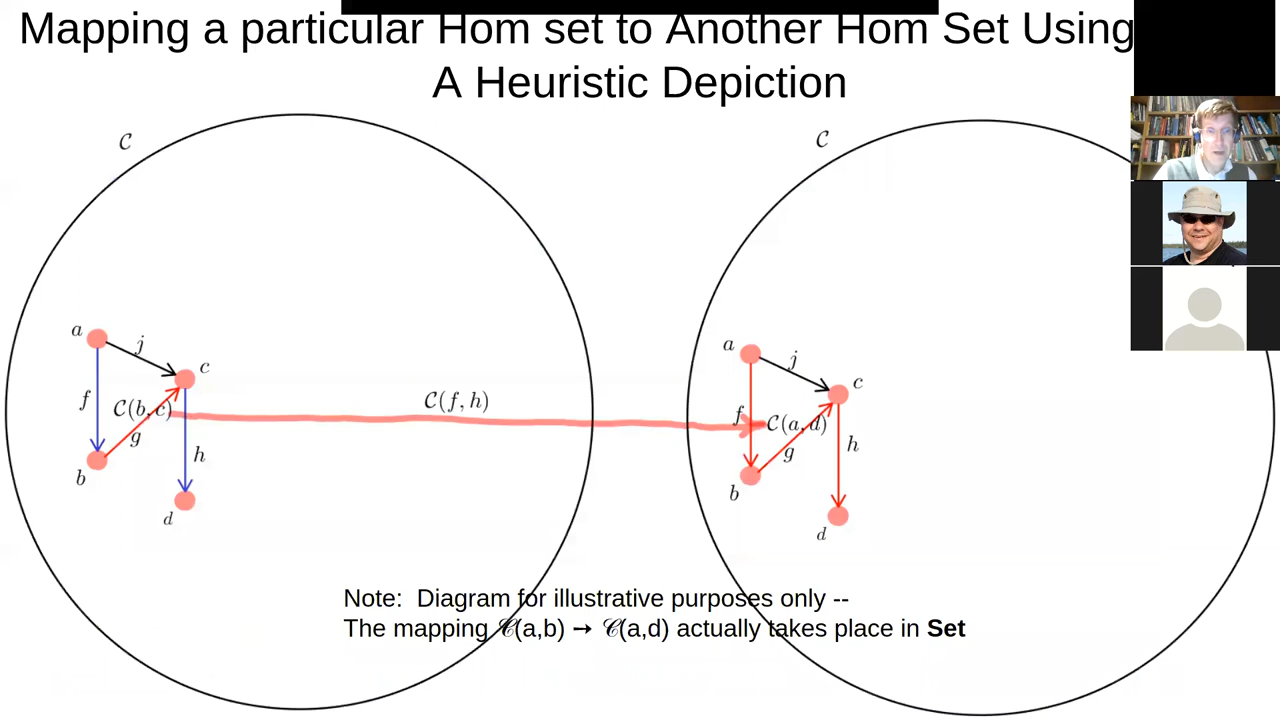 Mapping a particular Hom set to Another Hom Set Using
A Heuristic Depiction
𝒞
a
j
c
f
𝒞(b,c)
g
b
h
d
𝒞(f, h)
𝒞
a
j
c
f
𝒞(a,d)
g
b
h
d
Note: Diagram for illustrative purposes only --
The mapping 𝒞(a,b) → 𝒞(a,d) actually takes place in Set